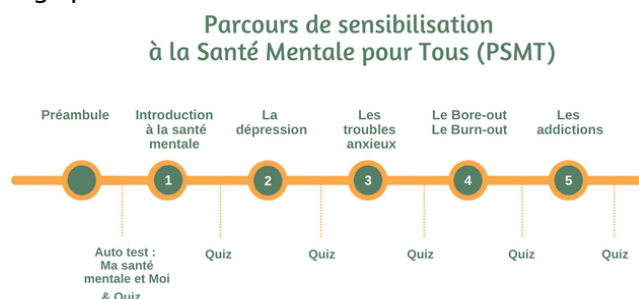 Parcours de sensibilisation
à la Santé Mentale pour Tous (PSMT)
Préambule
Introduction
à la santé
mentale
La
dépression
Les
troubles
anxieux
Le Bore-out
Le Burn-out
Les
addictions
1
2
3
4
5
Auto test :
Ma santé
mentale et Moi
& Quiz
Quiz
Quiz
Quiz
Quiz
Quiz